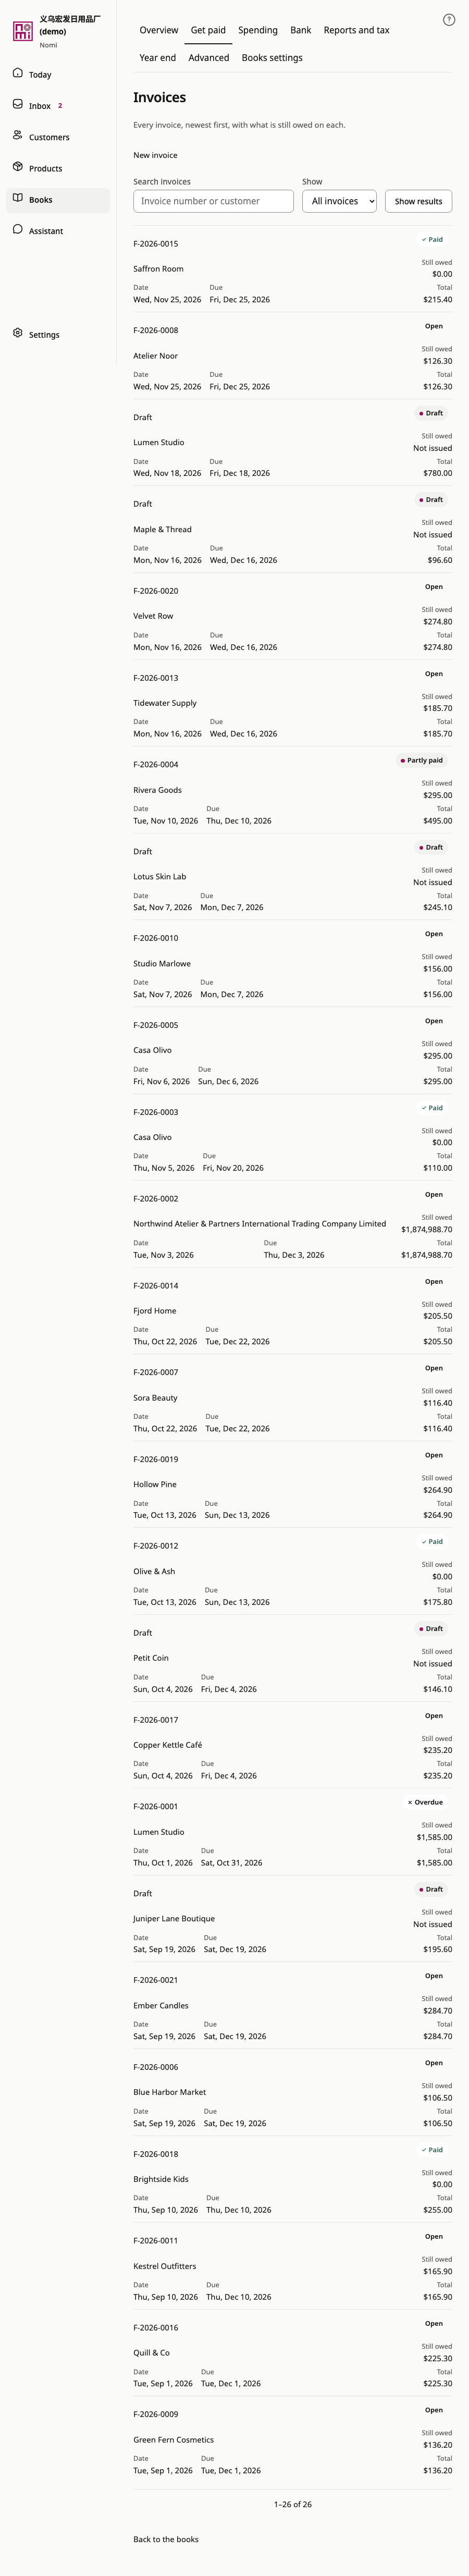 义乌宏发日用品厂
(demo)
Nomi
Today
Inbox 2
Customers
Products
Books
Assistant
Settings
?
Overview Get paid Spending Bank Reports and tax
Year end Advanced Books settings
Invoices
Every invoice, newest first, with what is still owed on each.
New invoice
Search invoices Show
Invoice number or customer All invoices Show results
F-2026-0015 Paid
Saffron Room Still owed
$0.00
Date Due Total
Wed, Nov 25, 2026 Fri, Dec 25, 2026 $215.40
F-2026-0008 Open
Atelier Noor Still owed
$126.30
Date Due Total
Wed, Nov 25, 2026 Fri, Dec 25, 2026 $126.30
Draft Draft
Lumen Studio Still owed
Not issued
Date Due Total
Wed, Nov 18, 2026 Fri, Dec 18, 2026 $780.00
Draft Draft
Maple & Thread Still owed
Not issued
Date Due Total
Mon, Nov 16, 2026 Wed, Dec 16, 2026 $96.60
F-2026-0020 Open
Velvet Row Still owed
$274.80
Date Due Total
Mon, Nov 16, 2026 Wed, Dec 16, 2026 $274.80
F-2026-0013 Open
Tidewater Supply Still owed
$185.70
Date Due Total
Mon, Nov 16, 2026 Wed, Dec 16, 2026 $185.70
F-2026-0004 Partly paid
Rivera Goods Still owed
$295.00
Date Due Total
Tue, Nov 10, 2026 Thu, Dec 10, 2026 $495.00
Draft Draft
Lotus Skin Lab Still owed
Not issued
Date Due Total
Sat, Nov 7, 2026 Mon, Dec 7, 2026 $245.10
F-2026-0010 Open
Studio Marlowe Still owed
$156.00
Date Due Total
Sat, Nov 7, 2026 Mon, Dec 7, 2026 $156.00
F-2026-0005 Open
Casa Olivo Still owed
$295.00
Date Due Total
Fri, Nov 6, 2026 Sun, Dec 6, 2026 $295.00
F-2026-0003 Paid
Casa Olivo Still owed
$0.00
Date Due Total
Thu, Nov 5, 2026 Fri, Nov 20, 2026 $110.00
F-2026-0002 Open
Northwind Atelier & Partners International Trading Company Limited Still owed
$1,874,988.70
Date Due Total
Tue, Nov 3, 2026 Thu, Dec 3, 2026 $1,874,988.70
F-2026-0014 Open
Fjord Home Still owed
$205.50
Date Due Total
Thu, Oct 22, 2026 Tue, Dec 22, 2026 $205.50
F-2026-0007 Open
Sora Beauty Still owed
$116.40
Date Due Total
Thu, Oct 22, 2026 Tue, Dec 22, 2026 $116.40
F-2026-0019 Open
Hollow Pine Still owed
$264.90
Date Due Total
Tue, Oct 13, 2026 Sun, Dec 13, 2026 $264.90
F-2026-0012 Paid
Olive & Ash Still owed
$0.00
Date Due Total
Tue, Oct 13, 2026 Sun, Dec 13, 2026 $175.80
Draft Draft
Petit Coin Still owed
Not issued
Date Due Total
Sun, Oct 4, 2026 Fri, Dec 4, 2026 $146.10
F-2026-0017 Open
Copper Kettle Café Still owed
$235.20
Date Due Total
Sun, Oct 4, 2026 Fri, Dec 4, 2026 $235.20
F-2026-0001 Overdue
Lumen Studio Still owed
$1,585.00
Date Due Total
Thu, Oct 1, 2026 Sat, Oct 31, 2026 $1,585.00
Draft Draft
Juniper Lane Boutique Still owed
Not issued
Date Due Total
Sat, Sep 19, 2026 Sat, Dec 19, 2026 $195.60
F-2026-0021 Open
Ember Candles Still owed
$284.70
Date Due Total
Sat, Sep 19, 2026 Sat, Dec 19, 2026 $284.70
F-2026-0006 Open
Blue Harbor Market Still owed
$106.50
Date Due Total
Sat, Sep 19, 2026 Sat, Dec 19, 2026 $106.50
F-2026-0018 Paid
Brightside Kids Still owed
$0.00
Date Due Total
Thu, Sep 10, 2026 Thu, Dec 10, 2026 $255.00
F-2026-0011 Open
Kestrel Outfitters Still owed
$165.90
Date Due Total
Thu, Sep 10, 2026 Thu, Dec 10, 2026 $165.90
F-2026-0016 Open
Quill & Co Still owed
$225.30
Date Due Total
Tue, Sep 1, 2026 Tue, Dec 1, 2026 $225.30
F-2026-0009 Open
Green Fern Cosmetics Still owed
$136.20
Date Due Total
Tue, Sep 1, 2026 Tue, Dec 1, 2026 $136.20
1–26 of 26
Back to the books